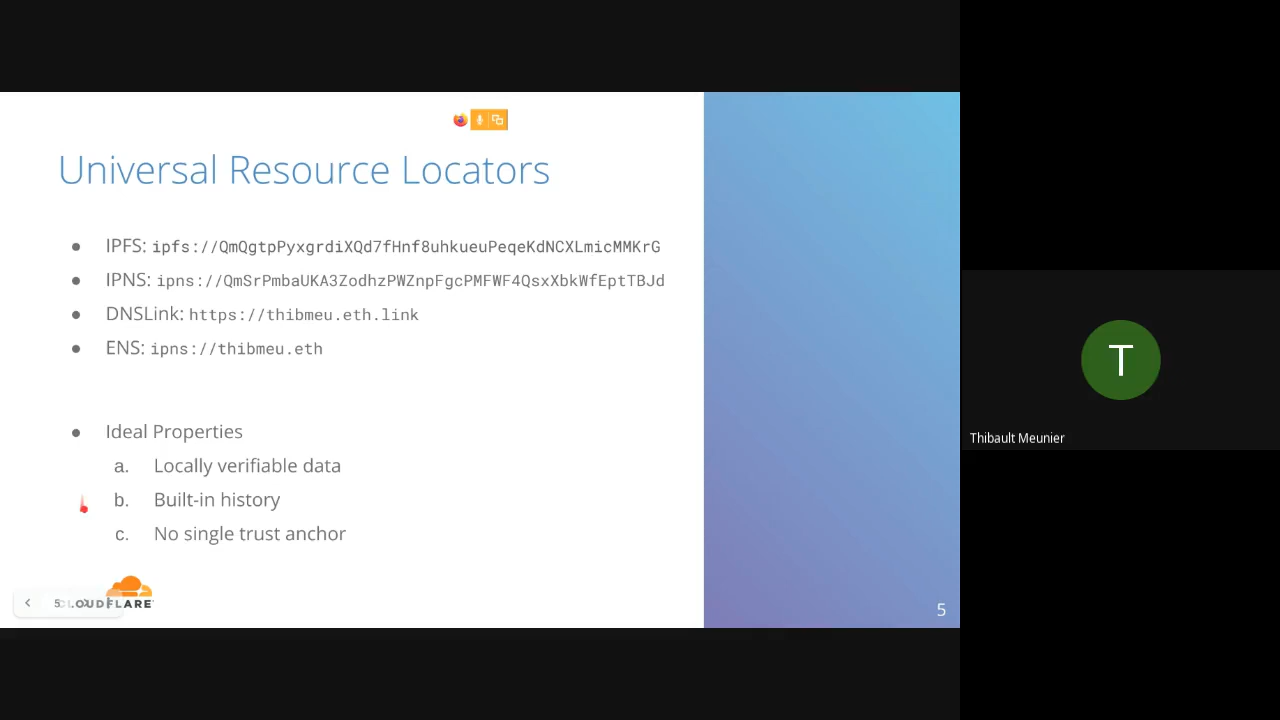 Universal Resource Locators
● IPFS: ipfs://QmQgtpPyxgrdiXQd7fHnf8uhkueuPeqeKdNCXLmicMMKrG
● IPNS: ipns://QmSrPmbaUKA3ZodhzPWZnpFgcPMFWF4QsxXbkWfEptTBJd
● DNSLink: https://thibmeu.eth.link
● ENS: ipns://thibmeu.eth
● Ideal Properties
a. Locally verifiable data
b. Built-in history
c. No single trust anchor
5
CLOUDFLARE
5
T
Thibault Meunier